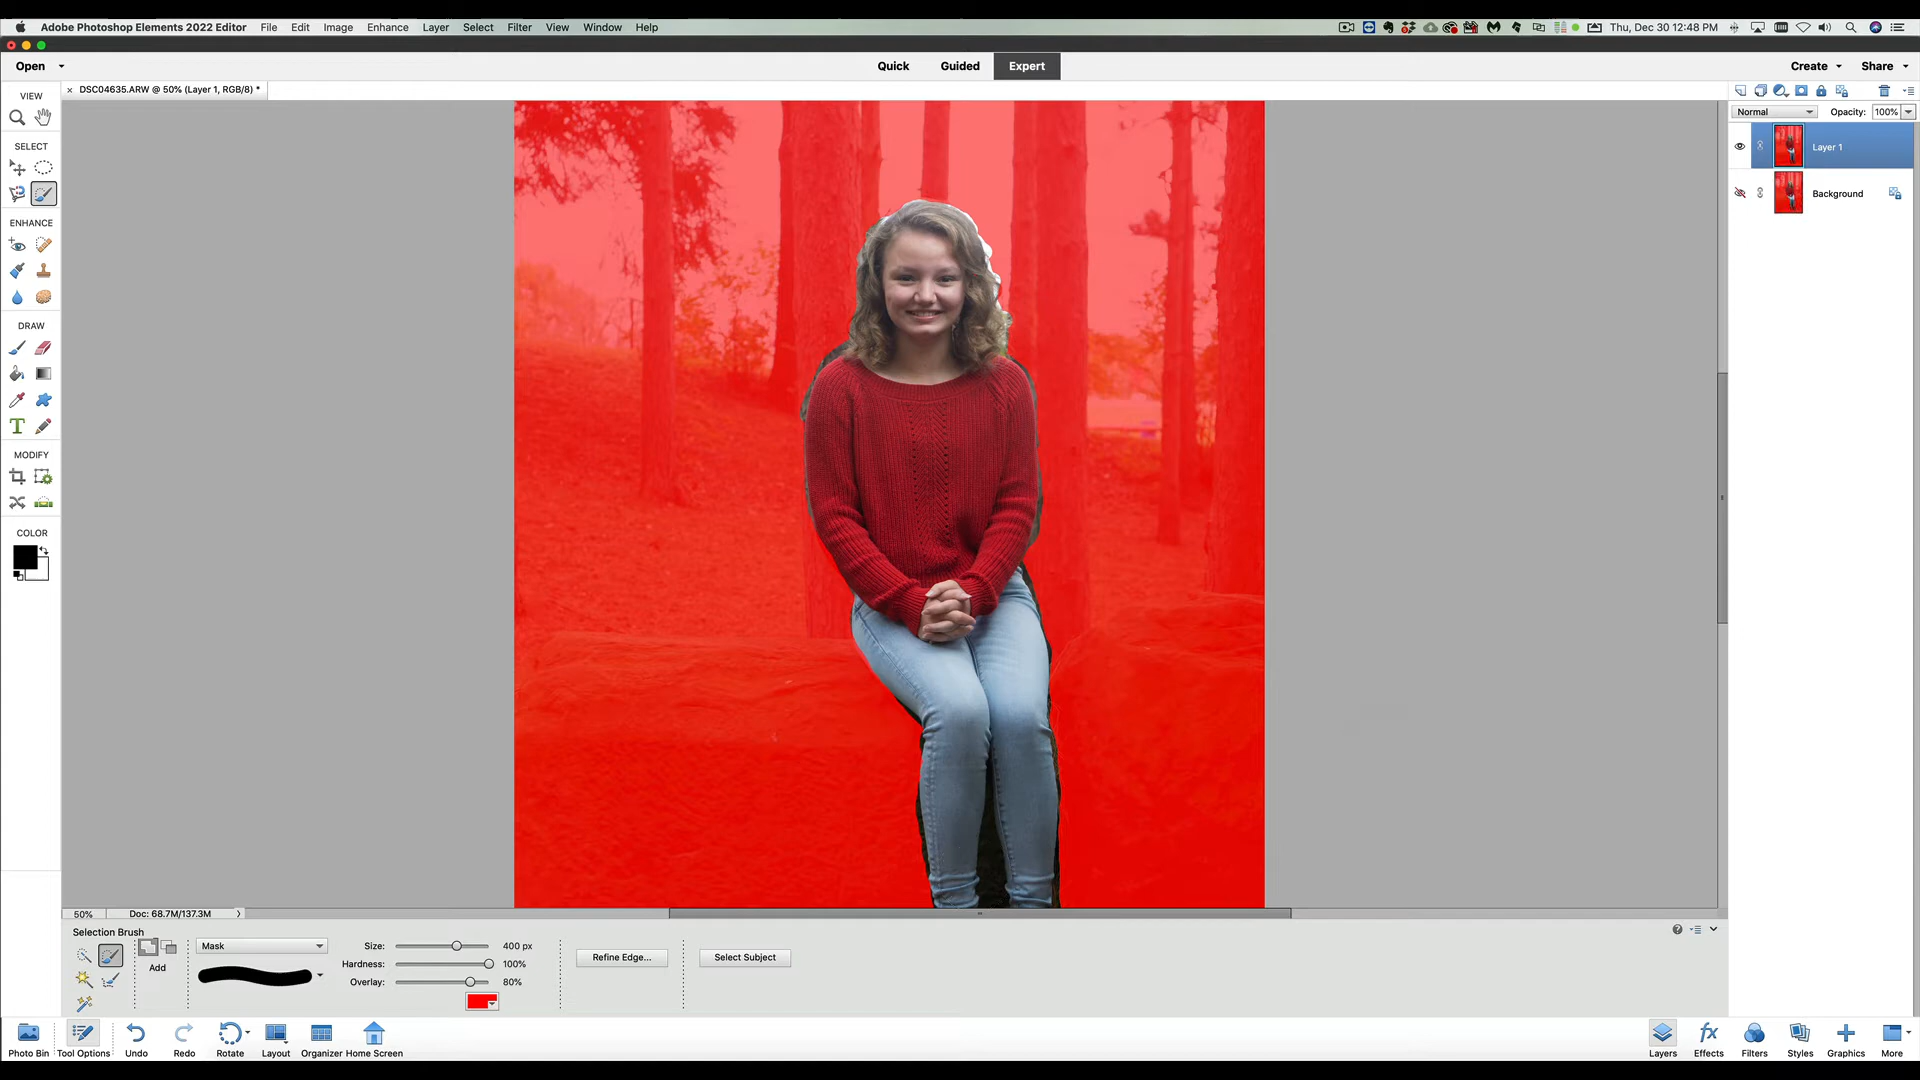 Adobe Photoshop Elements 2022 Editor File Edit Image Enhance Layer Select Filter View Window Help Thu, Dec 30 12:48 PM
Open Quick Guided Expert Create Share
VIEW
× DSC04635.ARW @ 50% (Layer 1, RGB/8) *
Normal Opacity: 100%
SELECT
Layer 1
Background
ENHANCE
DRAW
T
MODIFY
COLOR
50% Doc: 68.7M/137.3M
Selection Brush
Mask Size: 400 px
Add Hardness: 100%
Refine Edge... Select Subject
Overlay: 80%
Photo Bin Tool Options Undo Redo Rotate Layout Organizer Home Screen Layers Effects Filters Styles Graphics More